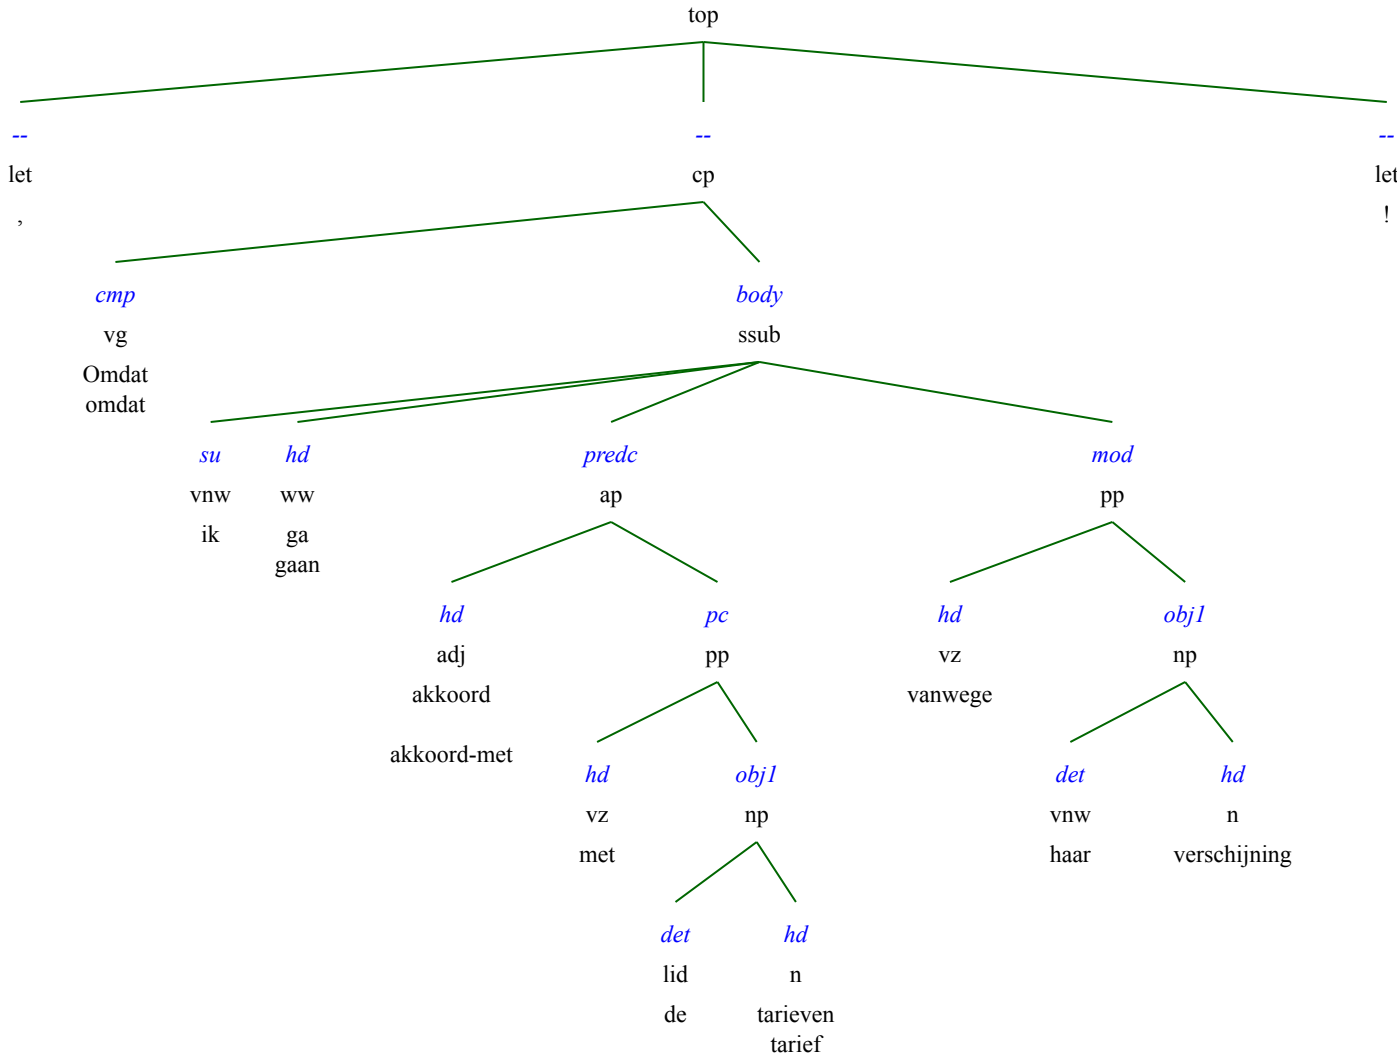 top
-- -- --
let cp let
, !
cmp body
vg ssub
Omdat
omdat
su hd predc mod
vnw ww ap pp
ik ga
gaan
hd pc hd obj1
adj pp vz np
akkoord vanwege
akkoord-met
hd obj1 det hd
vz np vnw n
met haar verschijning
det hd
lid n
de tarieven
tarief